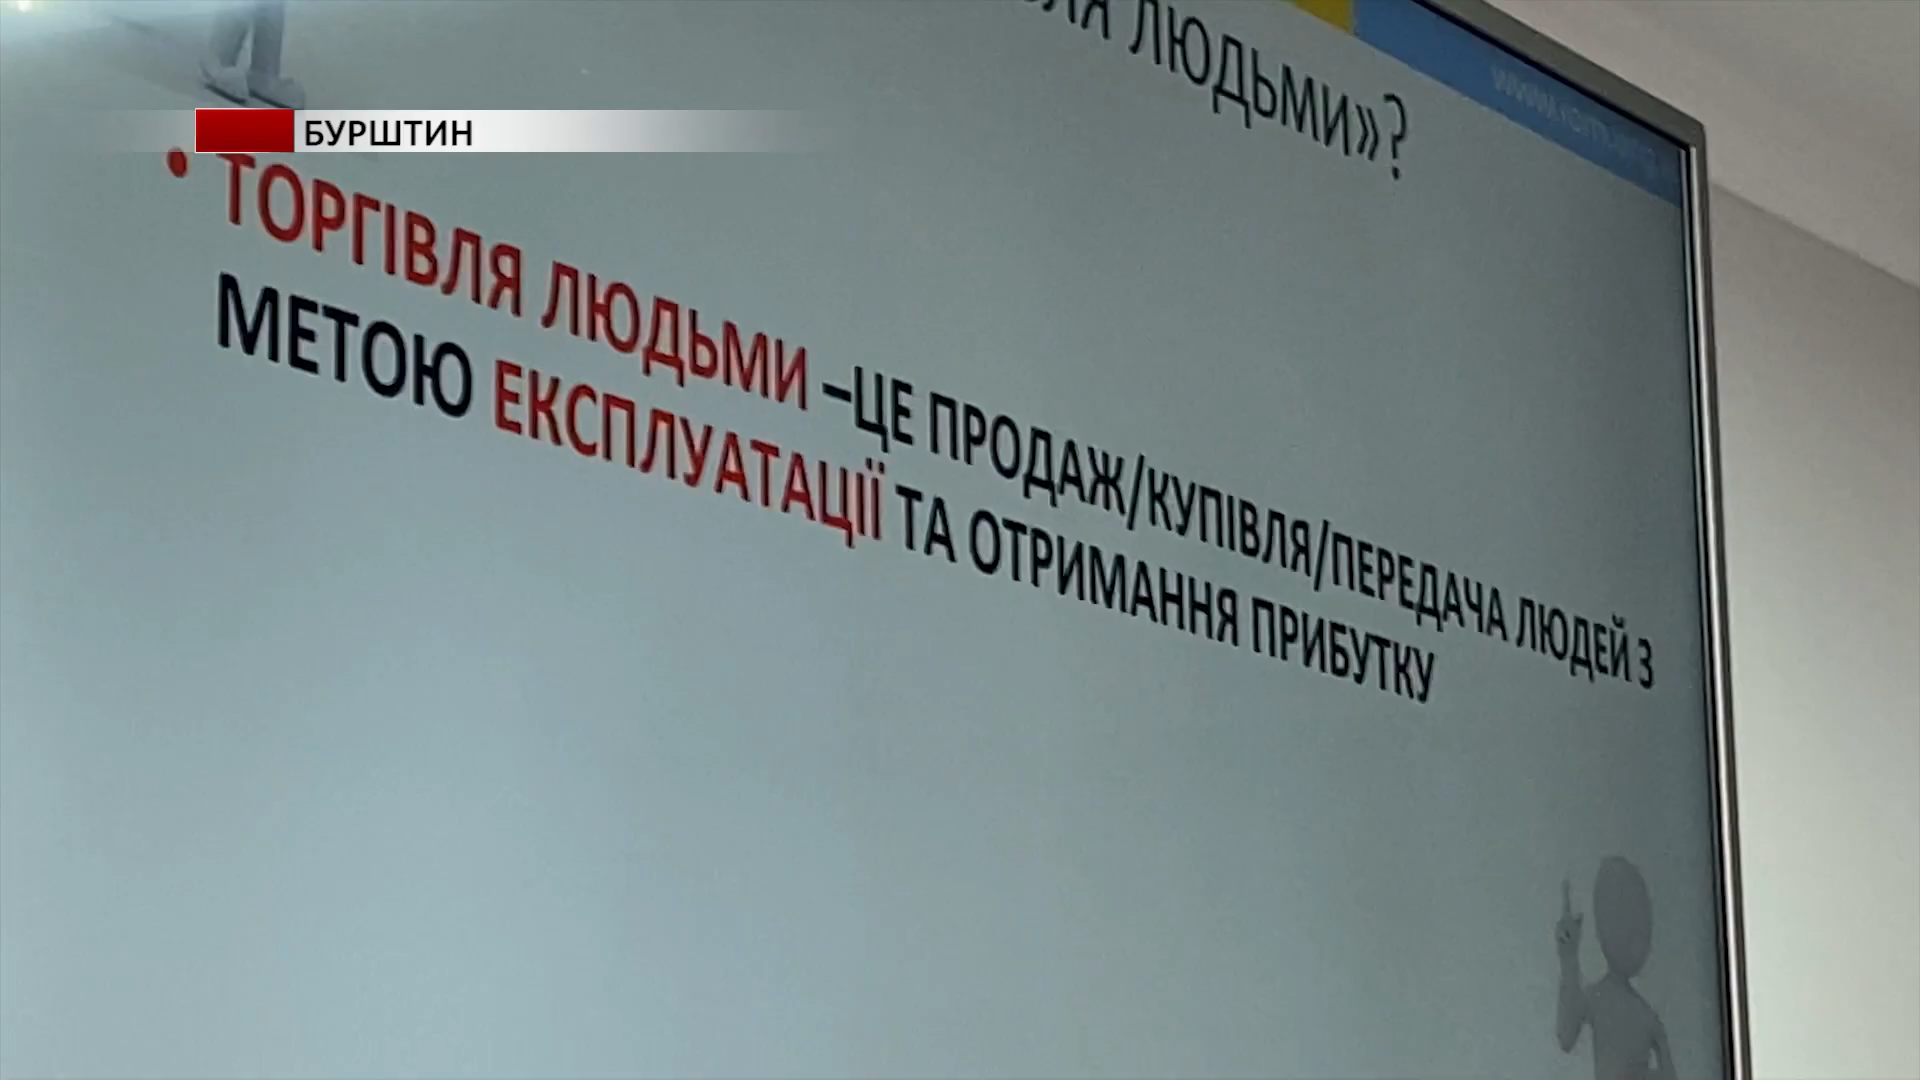 ЛЮДЬМИ»?
БУРШТИН
• ТОРГІВЛЯ ЛЮДЬМИ –ЦЕ ПРОДАЖ/КУПІВЛЯ/ПЕРЕДАЧА ЛЮДЕЙ З
МЕТОЮ ЕКСПЛУАТАЦІЇ ТА ОТРИМАННЯ ПРИБУТКУ